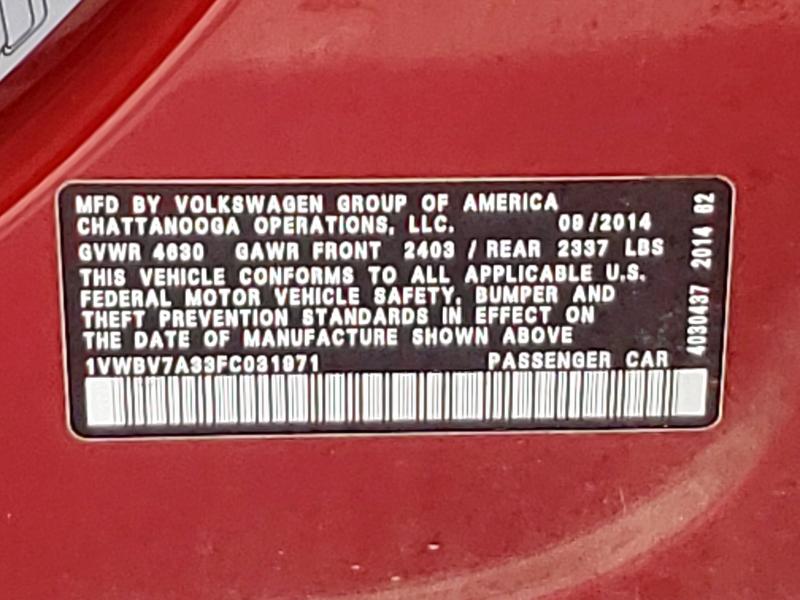 MFD BY VOLKSWAGEN GROUP OF AMERICA
CHATTANOOGA OPERATIONS, LLC. 09/2014
GVWR 4630 GAWR FRONT 2403 / REAR 2337 LBS
THIS VEHICLE CONFORMS TO ALL APPLICABLE U.S.
FEDERAL MOTOR VEHICLE SAFETY, BUMPER AND
THEFT PREVENTION STANDARDS IN EFFECT ON
THE DATE OF MANUFACTURE SHOWN ABOVE
1VWBV7A33FC031971 PASSENGER CAR
4030437 2014 62